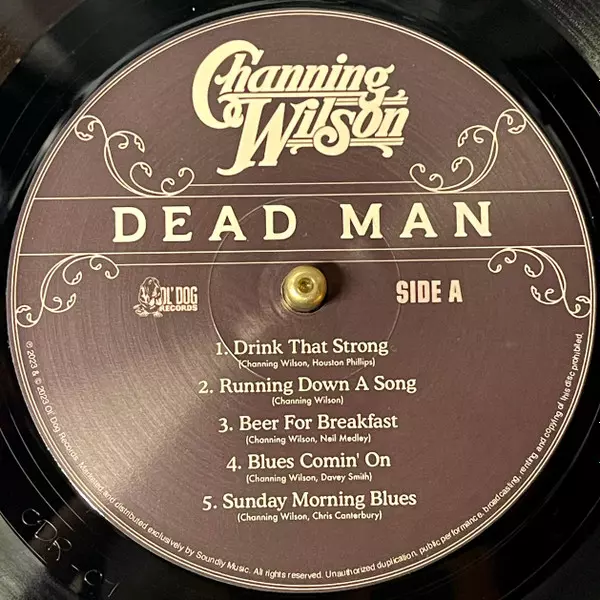 Channing
Wilson
DEAD MAN
OL' DOG
RECORDS
SIDE A
1. Drink That Strong
(Channing Wilson, Houston Phillips)
2. Running Down A Song
(Channing Wilson)
3. Beer For Breakfast
(Channing Wilson, Neil Medley)
4. Blues Comin' On
(Channing Wilson, Davey Smith)
5. Sunday Morning Blues
(Channing Wilson, Chris Canterbury)
℗ 2023 & © 2023 Ol' Dog Records. Marketed and distributed exclusively by Soundly Music. All rights reserved. Unauthorized duplication, public performance, broadcasting, renting and copying of this disc prohibited.